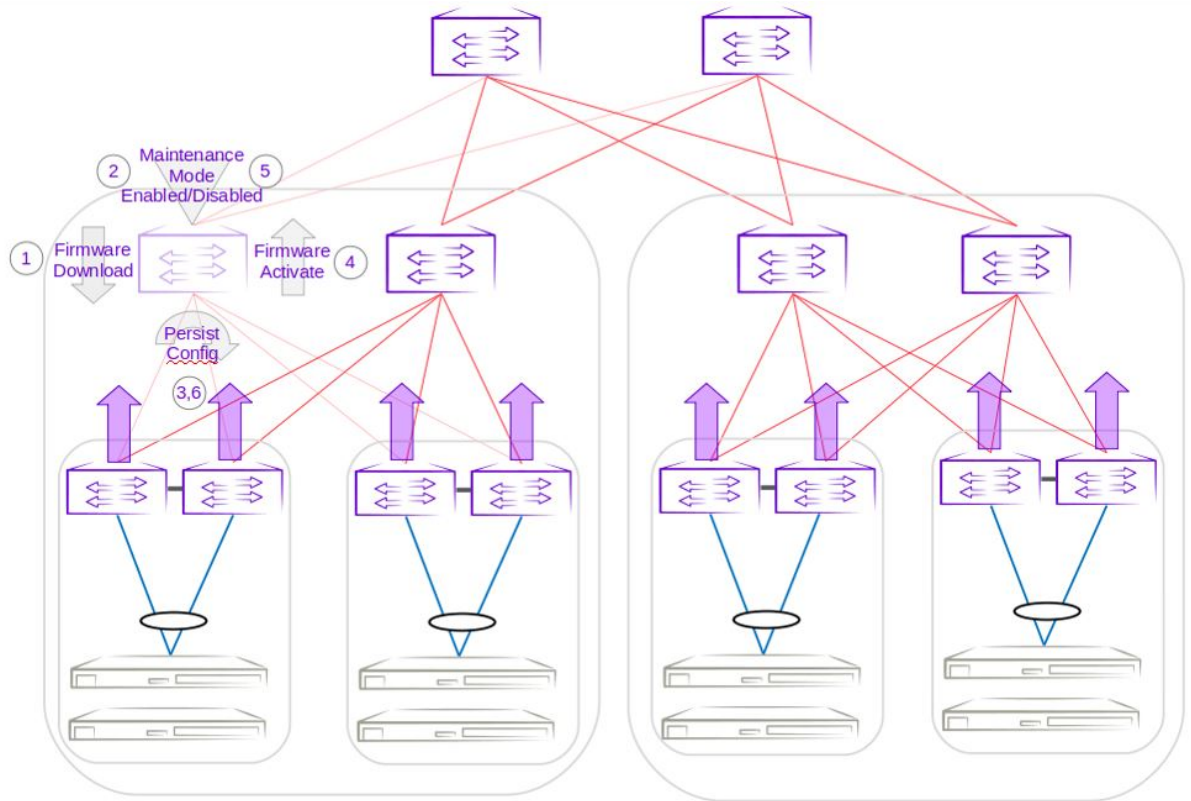 2
Maintenance
Mode
Enabled/Disabled
5
1
Firmware
Download
Firmware
Activate
4
Persist
Config
3,6